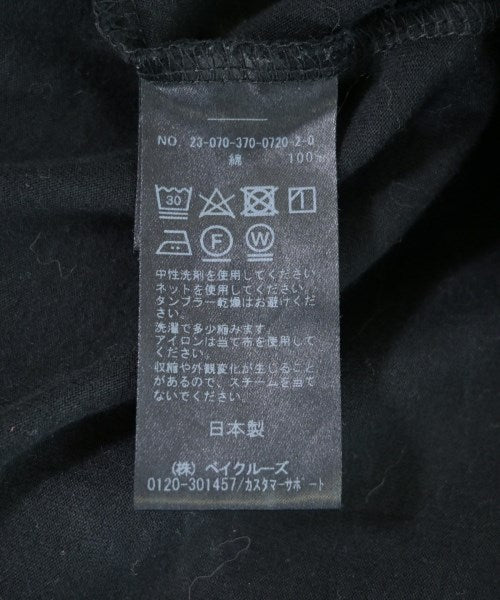 NO. 23-070-370-0720-2-0
綿 100%
30
F W
中性洗剤を使用してください。
ネットを使用してください。
タンブラー乾燥はお避けくだ
さい。
洗濯で多少縮みます。
アイロンは当て布を使用して
ください。
収縮や外観変化が生じること
があるので、スチームを当て
ないでください。
日本製
(株) ベイクルーズ
0120-301457/カスタマーサポート